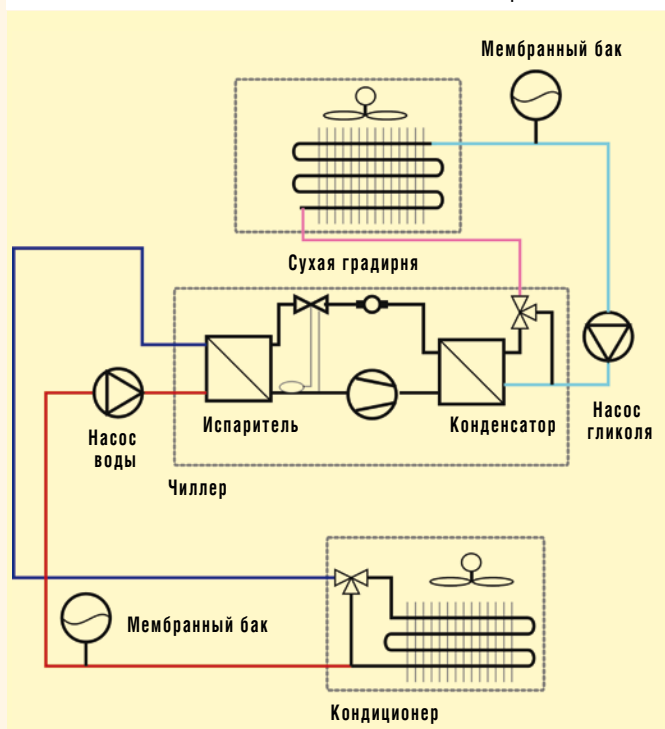 Мембранный бак
Сухая градирня
Испаритель
Конденсатор
Насос
воды
Насос
гликоля
Чиллер
Мембранный бак
Кондиционер